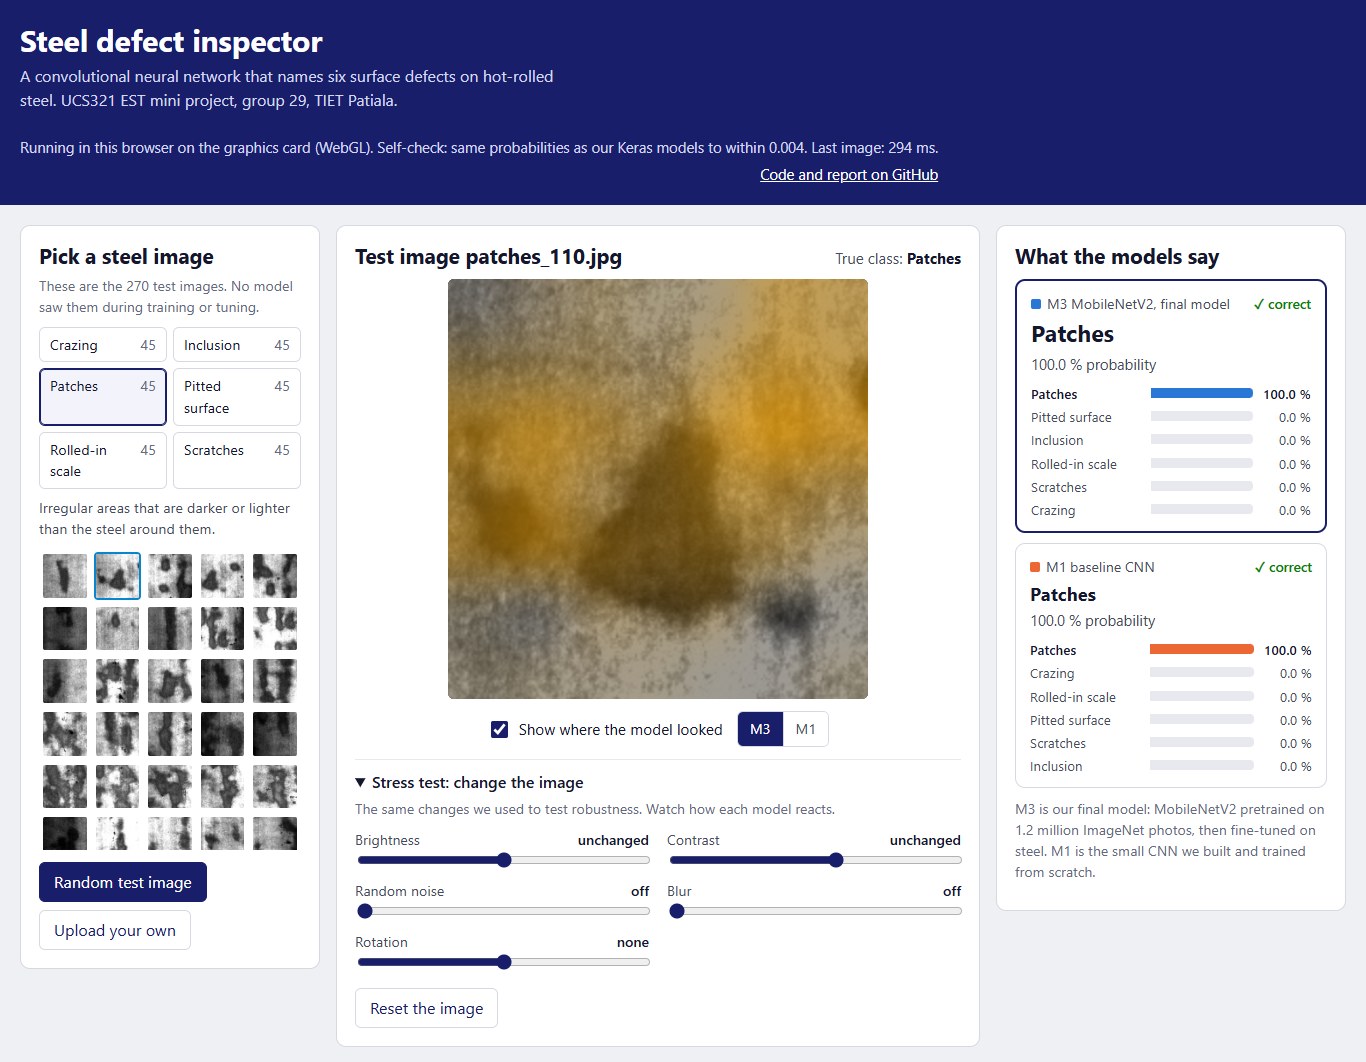 Steel defect inspector
A convolutional neural network that names six surface defects on hot-rolled
steel. UCS321 EST mini project, group 29, TIET Patiala.
Running in this browser on the graphics card (WebGL). Self-check: same probabilities as our Keras models to within 0.004. Last image: 294 ms.
Code and report on GitHub
Pick a steel image
These are the 270 test images. No model
saw them during training or tuning.
Crazing 45
Inclusion 45
Patches 45
Pitted 45
surface
Rolled-in 45
scale
Scratches 45
Irregular areas that are darker or lighter
than the steel around them.
Random test image
Upload your own
Test image patches_110.jpg
True class: Patches
Show where the model looked
M3
M1
▼ Stress test: change the image
The same changes we used to test robustness. Watch how each model reacts.
Brightness unchanged
Contrast unchanged
Random noise off
Blur off
Rotation none
Reset the image
What the models say
M3 MobileNetV2, final model ✓ correct
Patches
100.0 % probability
Patches 100.0 %
Pitted surface 0.0 %
Inclusion 0.0 %
Rolled-in scale 0.0 %
Scratches 0.0 %
Crazing 0.0 %
M1 baseline CNN ✓ correct
Patches
100.0 % probability
Patches 100.0 %
Crazing 0.0 %
Rolled-in scale 0.0 %
Pitted surface 0.0 %
Scratches 0.0 %
Inclusion 0.0 %
M3 is our final model: MobileNetV2 pretrained on
1.2 million ImageNet photos, then fine-tuned on
steel. M1 is the small CNN we built and trained
from scratch.